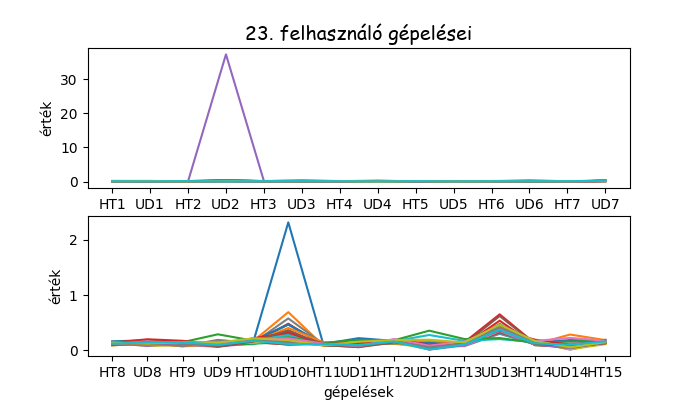 23. felhasználó gépelései
érték
30
20
10
0
HT1 UD1 HT2 UD2 HT3 UD3 HT4 UD4 HT5 UD5 HT6 UD6 HT7 UD7
érték
2
1
0
HT8 UD8 HT9 UD9 HT10 UD10 HT11 UD11 HT12 UD12 HT13 UD13 HT14 UD14 HT15
gépelések